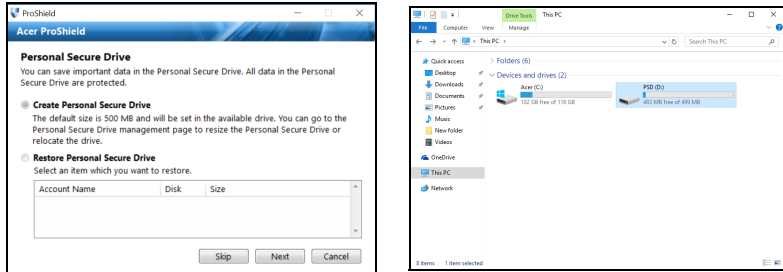 ProShield
Acer ProShield
Personal Secure Drive
You can save important data in the Personal Secure Drive. All data in the Personal
Secure Drive are protected.
Create Personal Secure Drive
The default size is 500 MB and will be set in the available drive. You can go to the
Personal Secure Drive management page to resize the Personal Secure Drive or
relocate the drive.
Restore Personal Secure Drive
Select an item which you want to restore.
Account Name Disk Size
Skip Next Cancel
Drive Tools This PC
File Computer View Manage
This PC
Search This PC
Quick access
Desktop
Downloads
Documents
Pictures
Music
New folder
Videos
OneDrive
This PC
Network
Folders (6)
Devices and drives (2)
Acer (C:)
102 GB free of 118 GB
PSD (D:)
483 MB free of 499 MB
8 items 1 item selected